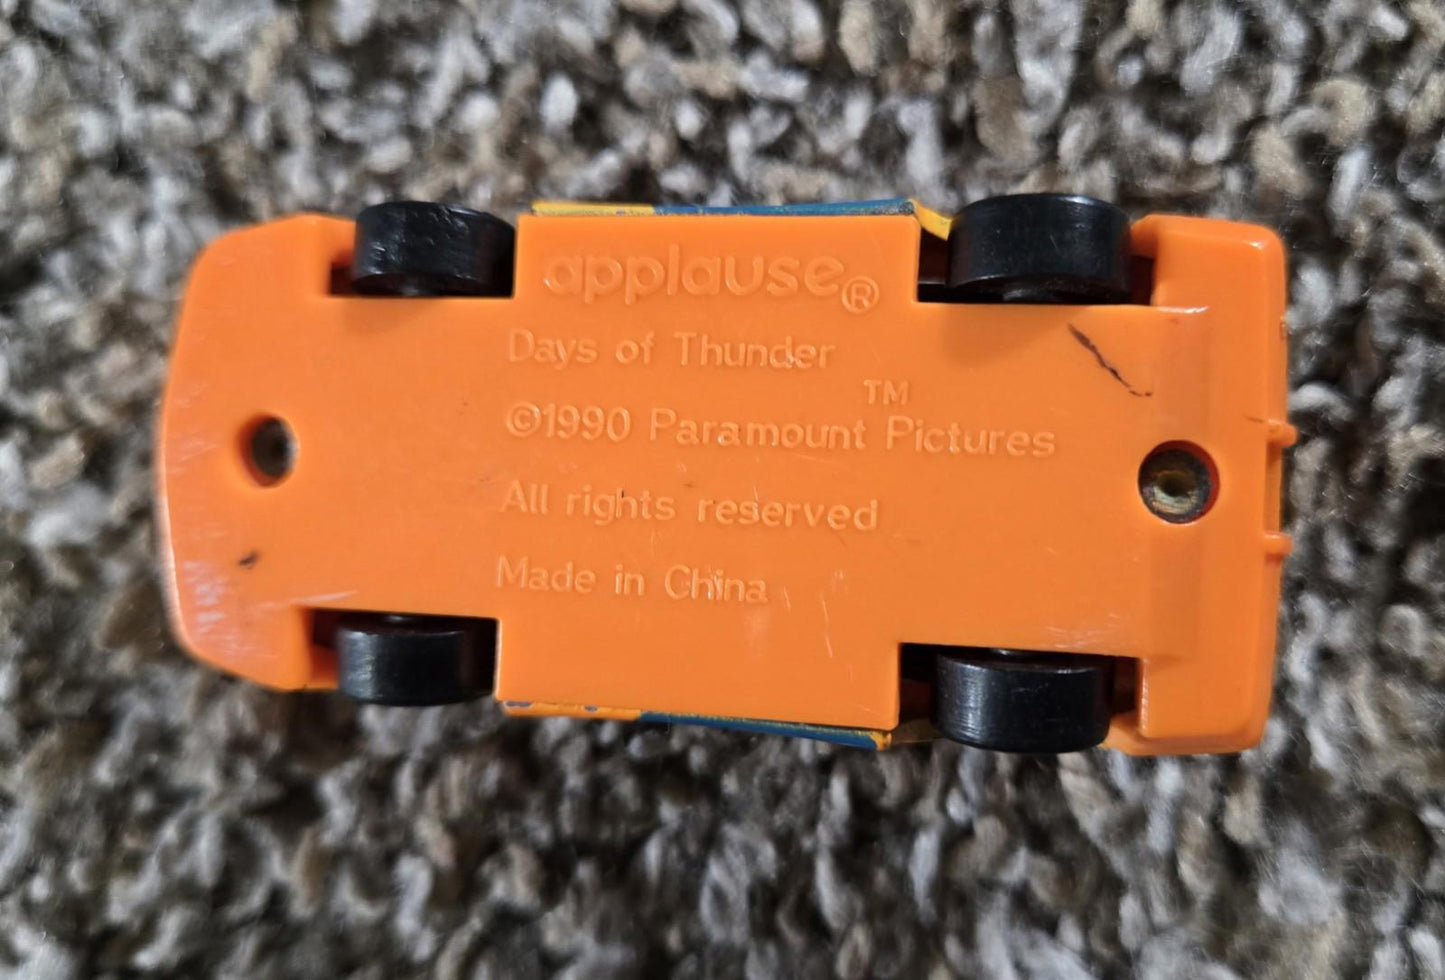 applause®
Days of Thunder
TM
©1990 Paramount Pictures
All rights reserved
Made in China